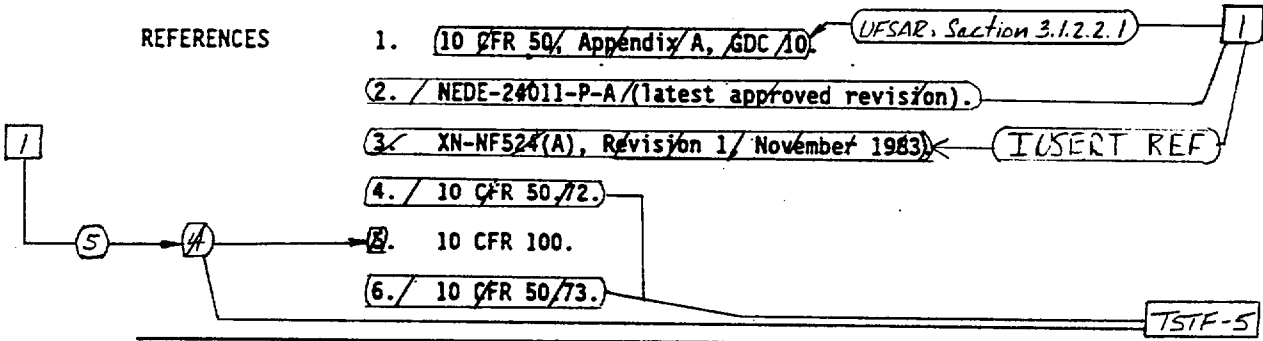 REFERENCES 1. 10 CFR 50, Appendix A, GDC 10. UFSAR, Section 3.1.2.2.1 1
2. NEDE-24011-P-A (latest approved revision).
1 3. XN-NF524(A), Revision 1, November 1983. INSERT REF
4. 10 CFR 50.72.
5 4 5. 10 CFR 100.
6. 10 CFR 50.73.
TSTF-5